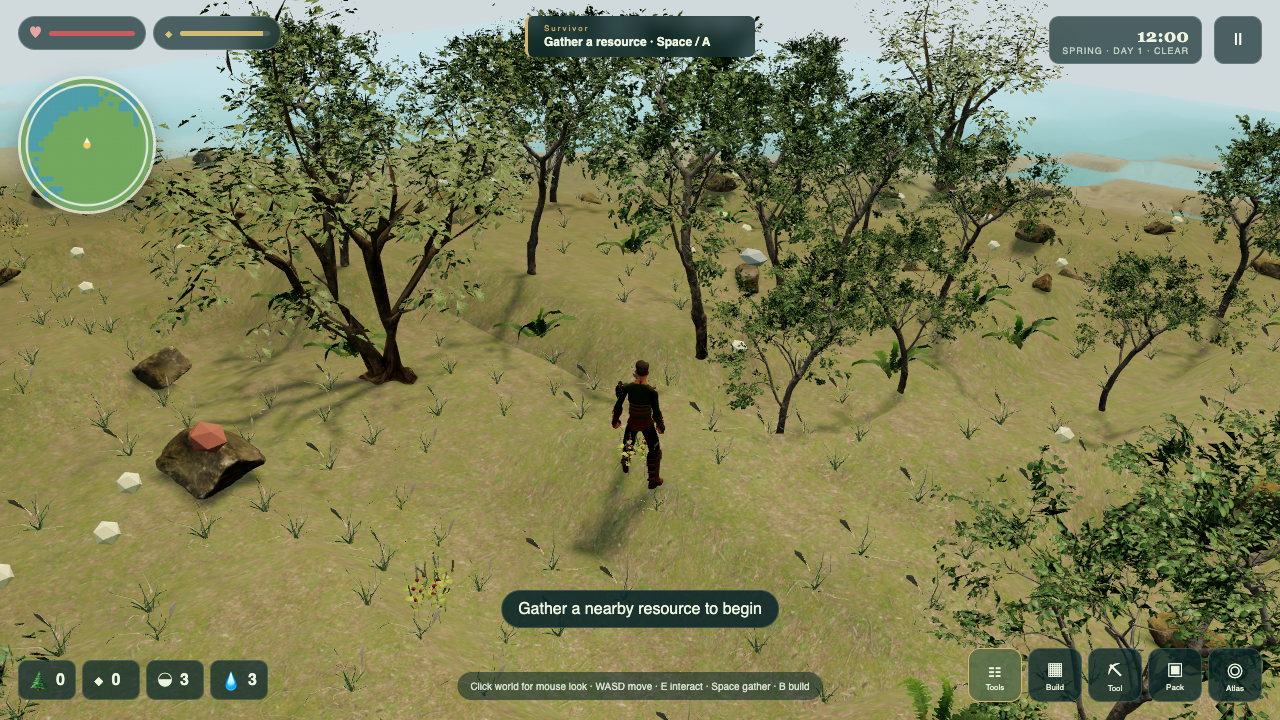 Survivor
Gather a resource · Space / A
12:00
SPRING · DAY 1 · CLEAR
Gather a nearby resource to begin
0
0
3
3
Click world for mouse look · WASD move · E interact · Space gather · B build
Tools
Build
Tool
Pack
Atlas